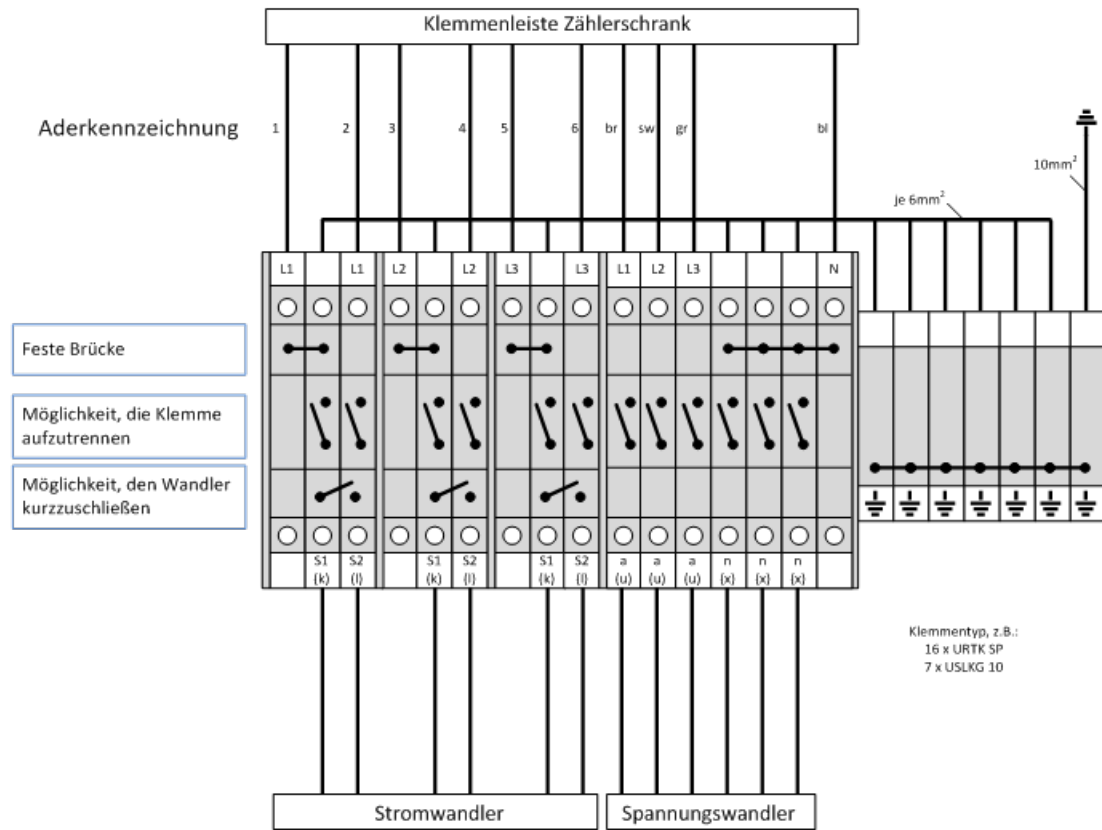 Klemmenleiste Zählerschrank
Aderkennzeichnung 1 2 3 4 5 6 br sw gr bl
10mm²
je 6mm²
L1 L1 L2 L2 L3 L3 L1 L2 L3 N
Feste Brücke
Möglichkeit, die Klemme
aufzutrennen
Möglichkeit, den Wandler
kurzzuschließen
S1 S2 S1 S2 S1 S2 a a a n n n
(k) (l) (k) (l) (k) (l) (u) (u) (u) (x) (x) (x)
Klemmentyp, z.B.:
16 x URTK SP
7 x USLKG 10
Stromwandler Spannungswandler